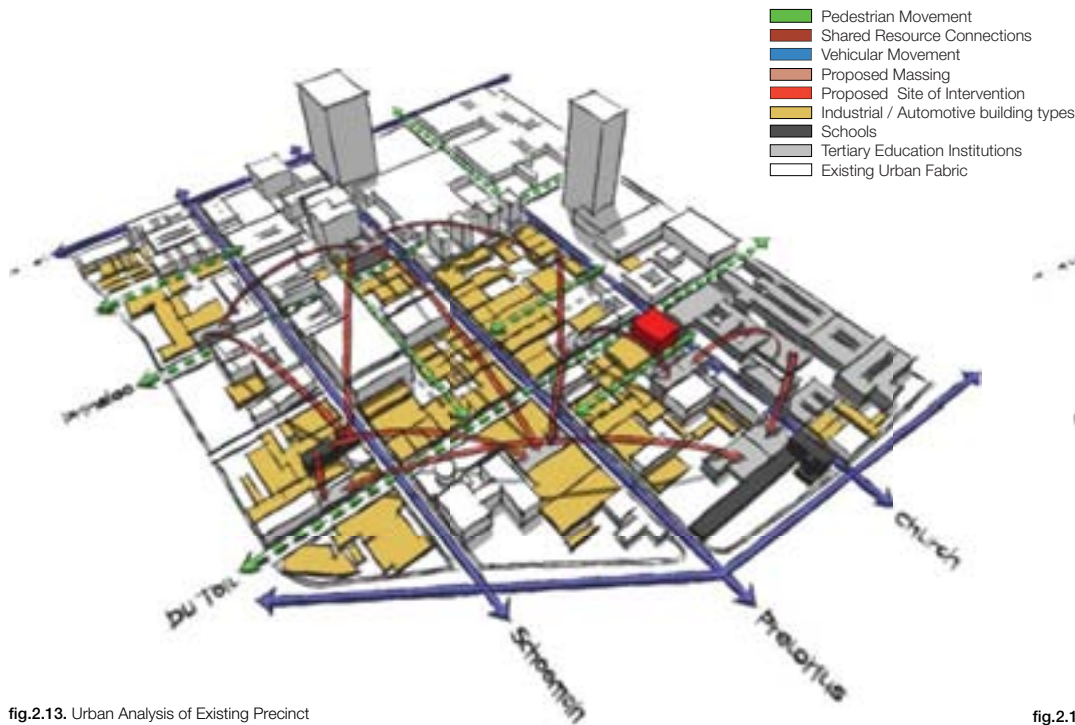 Pedestrian Movement
Shared Resource Connections
Vehicular Movement
Proposed Massing
Proposed Site of Intervention
Industrial / Automotive building types
Schools
Tertiary Education Institutions
Existing Urban Fabric
Du Toit
Schoeman
Pretorius
Church
fig.2.13. Urban Analysis of Existing Precinct
fig.2.1